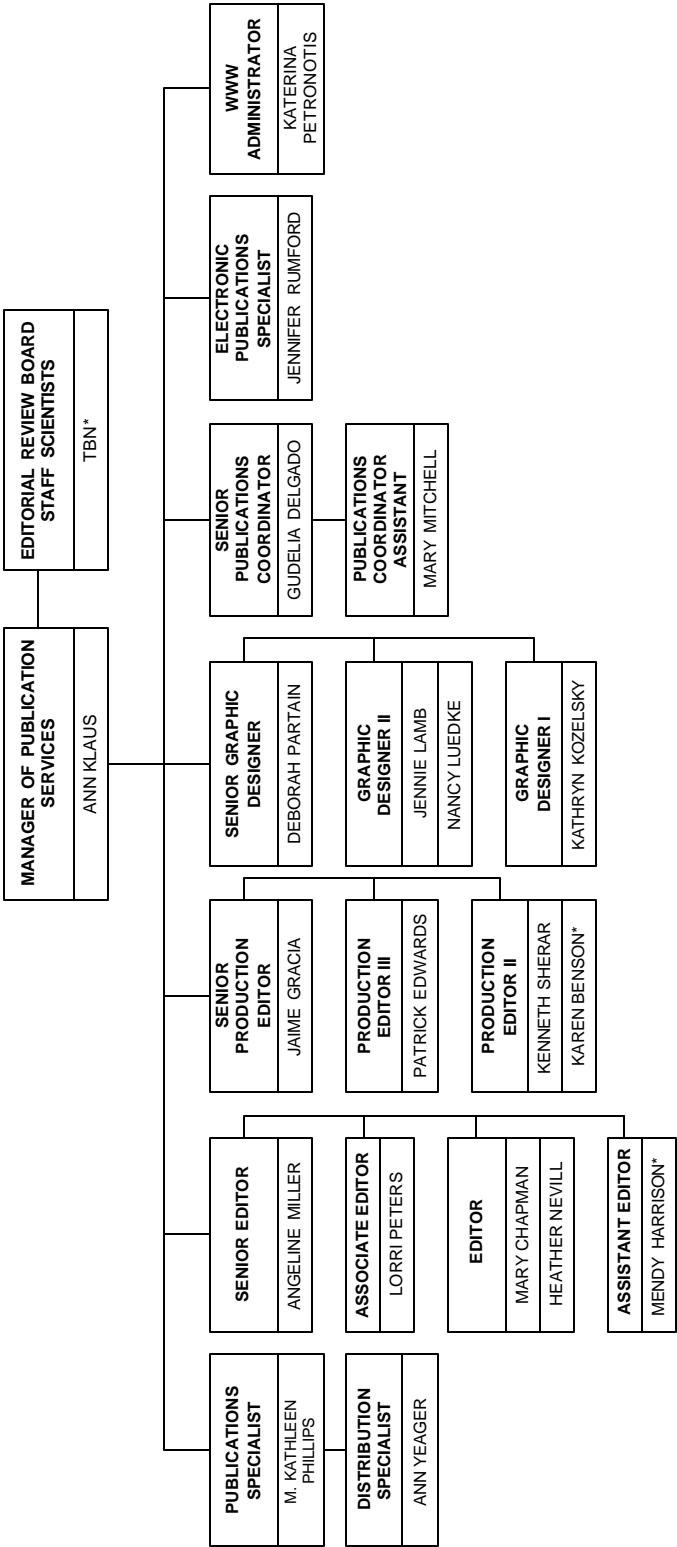 MANAGER OF PUBLICATION
SERVICES
ANN KLAUS
EDITORIAL REVIEW BOARD
STAFF SCIENTISTS
TBN*
PUBLICATIONS
SPECIALIST
M. KATHLEEN
PHILLIPS
DISTRIBUTION
SPECIALIST
ANN YEAGER
SENIOR EDITOR
ANGELINE MILLER
ASSOCIATE EDITOR
LORRI PETERS
EDITOR
MARY CHAPMAN
HEATHER NEVILL
ASSISTANT EDITOR
MENDY HARRISON*
SENIOR
PRODUCTION
EDITOR
JAIME GRACIA
PRODUCTION
EDITOR III
PATRICK EDWARDS
PRODUCTION
EDITOR II
KENNETH SHERAR
KAREN BENSON*
SENIOR GRAPHIC
DESIGNER
DEBORAH PARTAIN
GRAPHIC
DESIGNER II
JENNIE LAMB
NANCY LUEDKE
GRAPHIC
DESIGNER I
KATHRYN KOZELSKY
SENIOR
PUBLICATIONS
COORDINATOR
GUDELIA DELGADO
PUBLICATIONS
COORDINATOR
ASSISTANT
MARY MITCHELL
ELECTRONIC
PUBLICATIONS
SPECIALIST
JENNIFER RUMFORD
WWW
ADMINISTRATOR
KATERINA
PETRONOTIS